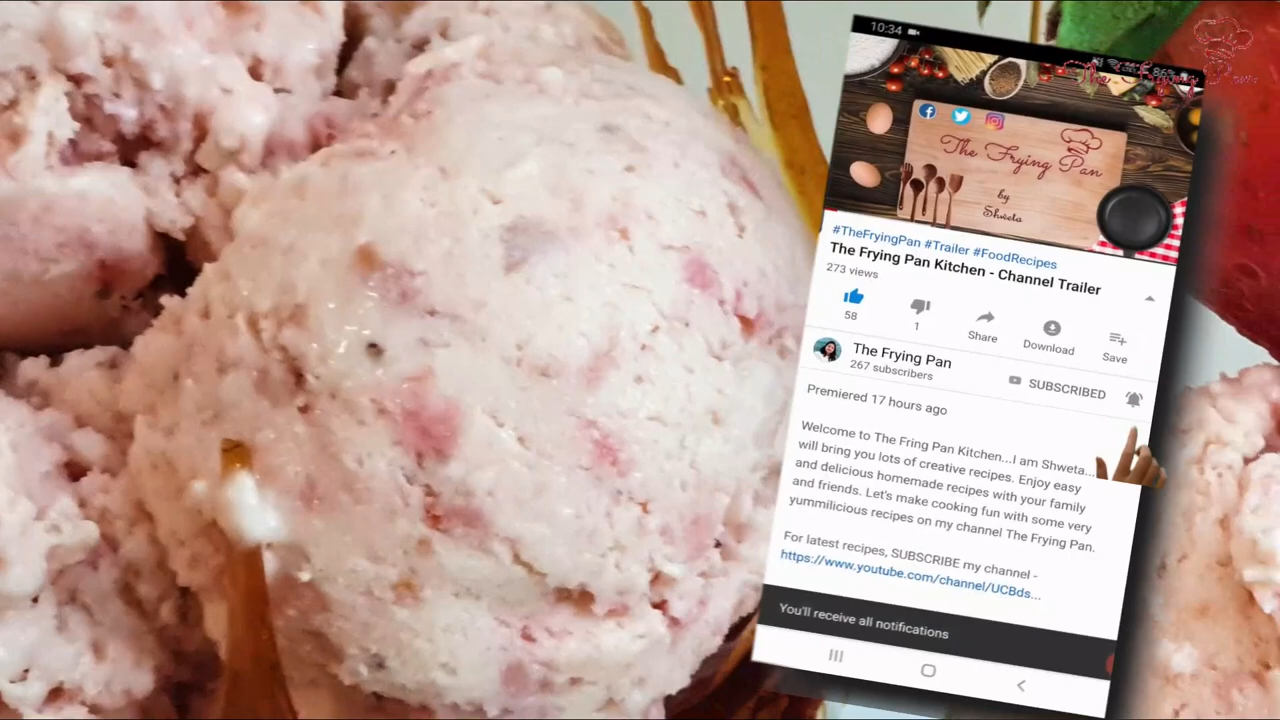 10:34
86%
The Frying Pan
The Frying Pan
by
Shweta
#TheFryingPan #Trailer #FoodRecipes
The Frying Pan Kitchen - Channel Trailer
273 views
58
1
Share
Download
Save
The Frying Pan
267 subscribers
SUBSCRIBED
Premiered 17 hours ago
Welcome to The Fring Pan Kitchen...I am Shweta...
will bring you lots of creative recipes. Enjoy easy
and delicious homemade recipes with your family
and friends. Let's make cooking fun with some very
yummilicious recipes on my channel The Frying Pan.
For latest recipes, SUBSCRIBE my channel -
https://www.youtube.com/channel/UCBds...
You'll receive all notifications